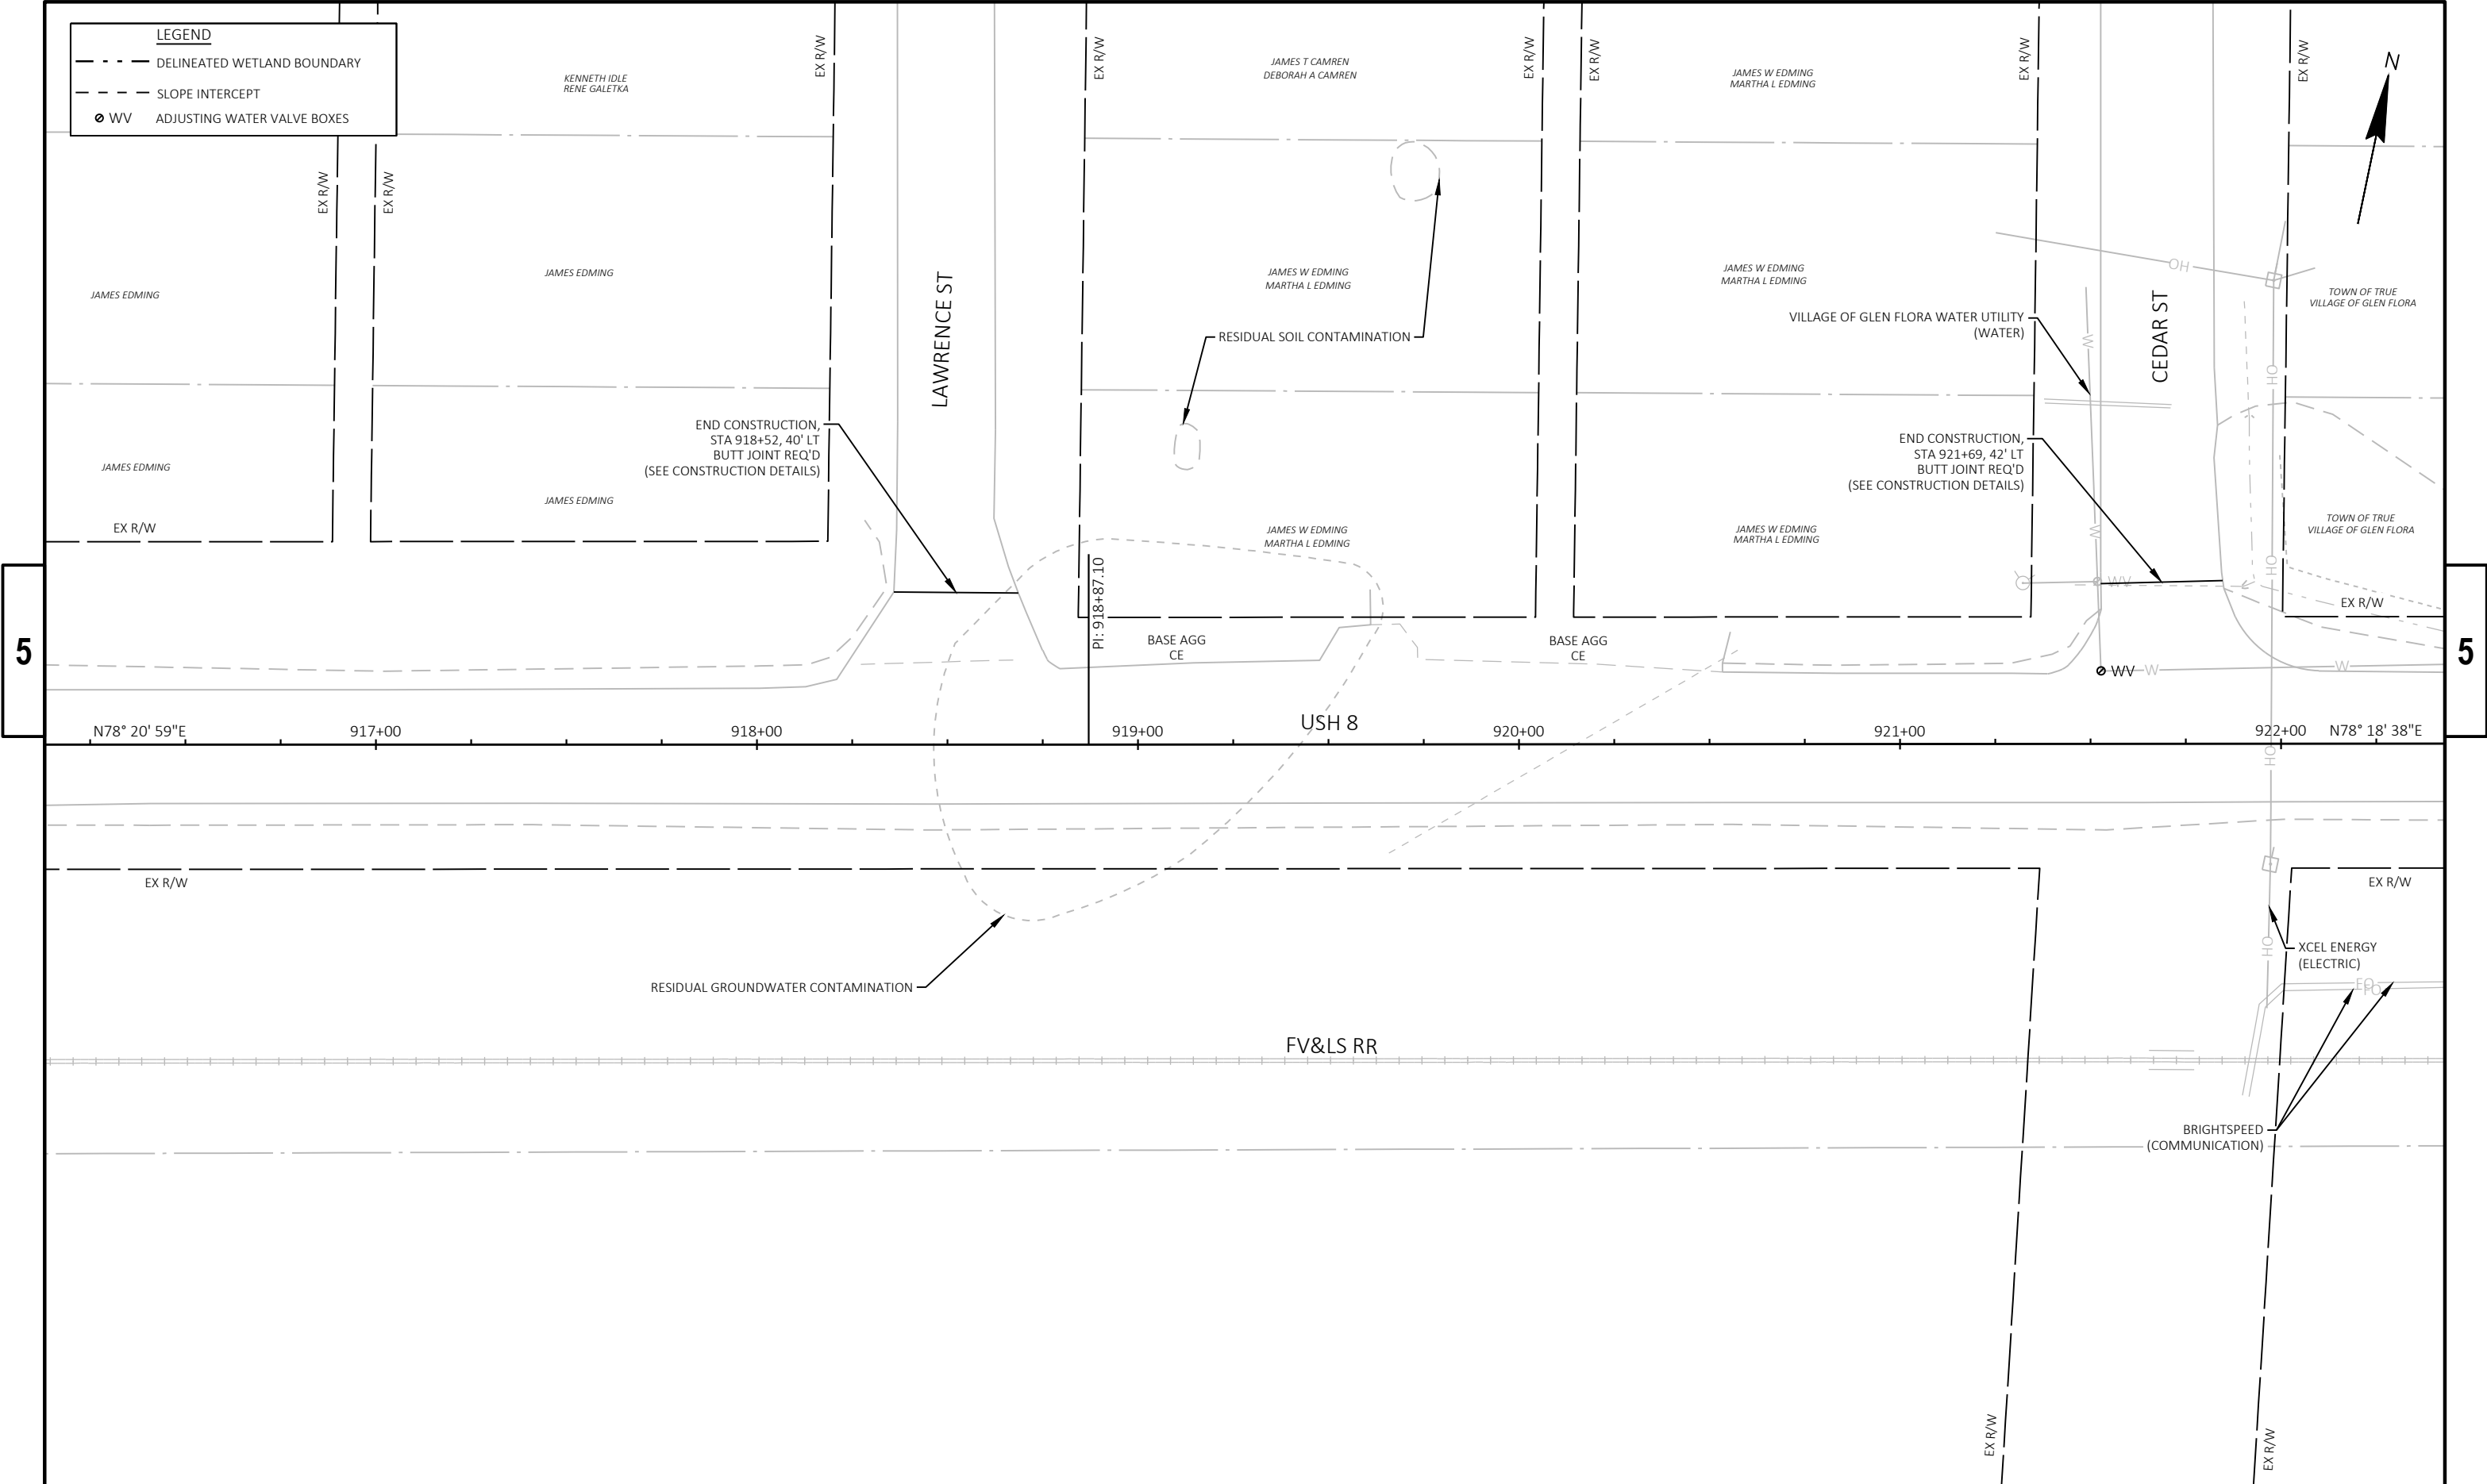 LEGEND
DELINEATED WETLAND BOUNDARY
SLOPE INTERCEPT
WV ADJUSTING WATER VALVE BOXES
EX R/W
EX R/W
EX R/W
EX R/W
EX R/W
EX R/W
EX R/W
EX R/W
N
KENNETH IDLE
RENE GALETKA
JAMES T CAMREN
DEBORAH A CAMREN
JAMES W EDMING
MARTHA L EDMING
JAMES EDMING
JAMES EDMING
JAMES W EDMING
MARTHA L EDMING
JAMES W EDMING
MARTHA L EDMING
TOWN OF TRUE
VILLAGE OF GLEN FLORA
OH
LAWRENCE ST
CEDAR ST
RESIDUAL SOIL CONTAMINATION
VILLAGE OF GLEN FLORA WATER UTILITY
(WATER)
W
OH
END CONSTRUCTION,
STA 918+52, 40' LT
BUTT JOINT REQ'D
(SEE CONSTRUCTION DETAILS)
END CONSTRUCTION,
STA 921+69, 42' LT
BUTT JOINT REQ'D
(SEE CONSTRUCTION DETAILS)
JAMES EDMING
JAMES EDMING
JAMES W EDMING
MARTHA L EDMING
JAMES W EDMING
MARTHA L EDMING
TOWN OF TRUE
VILLAGE OF GLEN FLORA
EX R/W
W
OH
WV
EX R/W
PI: 918+87.10
BASE AGG
CE
BASE AGG
CE
5
5
WV
W
W
N78° 20' 59"E
917+00
918+00
919+00
USH 8
920+00
921+00
922+00
N78° 18' 38"E
OH
EX R/W
EX R/W
OH
XCEL ENERGY
(ELECTRIC)
RESIDUAL GROUNDWATER CONTAMINATION
FO
FO
FV&LS RR
BRIGHTSPEED
(COMMUNICATION)
EX R/W
EX R/W